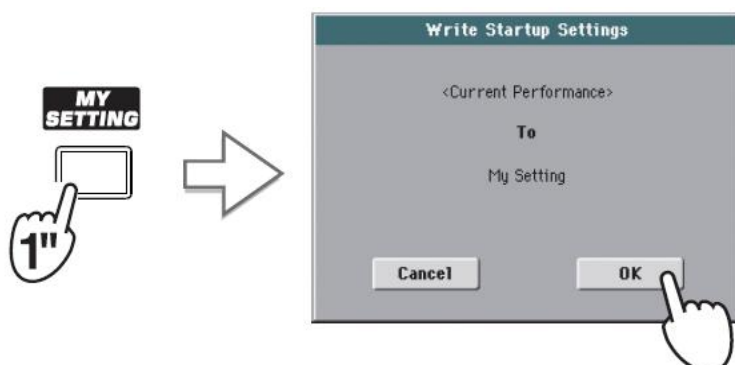 MY
SETTING
1"
Write Startup Settings
<Current Performance>
To
My Setting
Cancel
OK